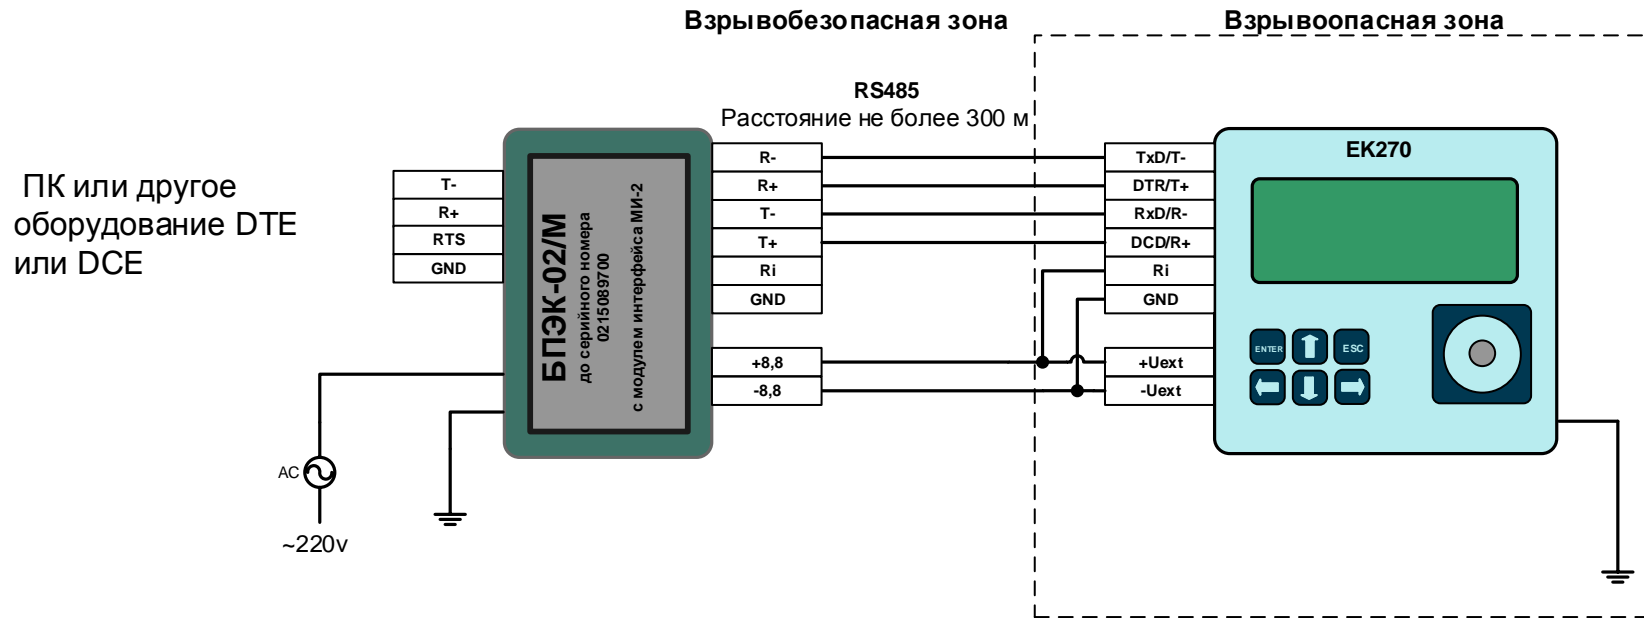 Взрывобезопасная зона
Взрывоопасная зона
RS485
Расстояние не более 300 м
ПК или другое
оборудование DTE
или DCE
T-
R+
RTS
GND
БПЭК-02/М
до серийного номера
0215089700
с модулем интерфейса МИ-2
R-
R+
T-
T+
Ri
GND
+8,8
-8,8
TxD/T-
DTR/T+
RxD/R-
DCD/R+
Ri
GND
+Uext
-Uext
EK270
ENTER
ESC
AC
~220v